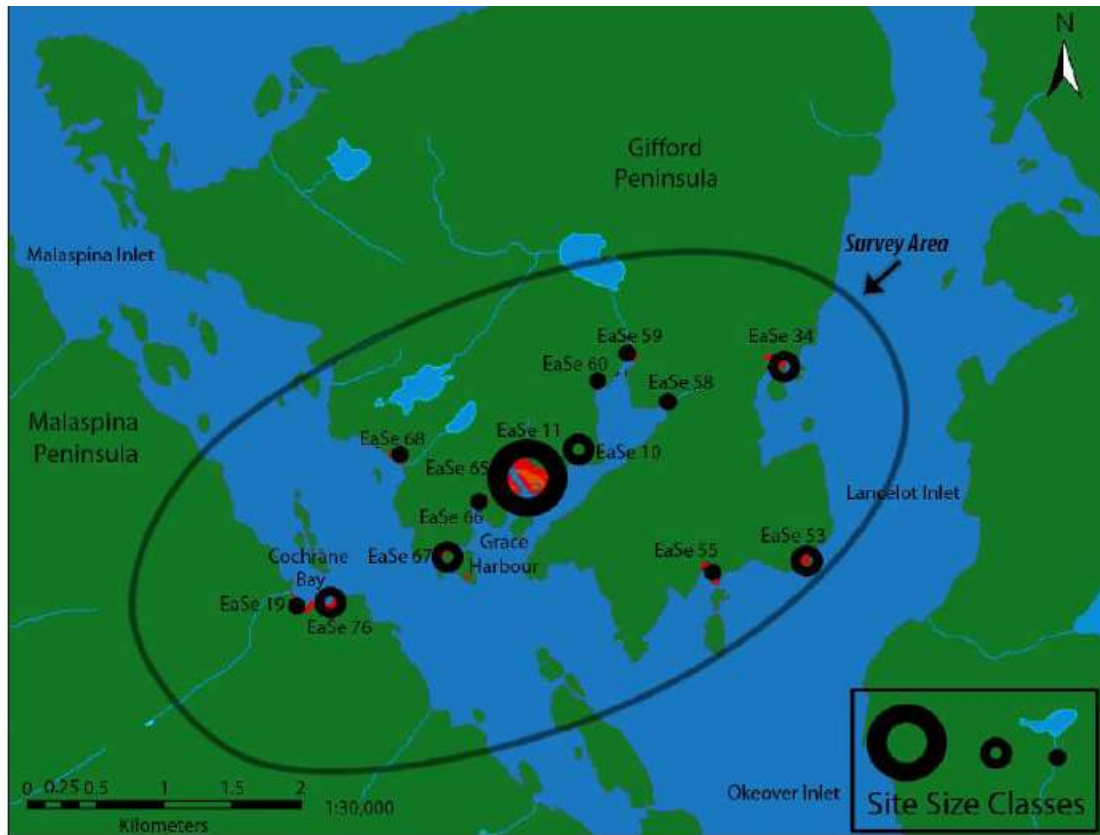 N
Gifford
Peninsula
Malaspina Inlet
Survey Area
EaSe 59
EaSe 34
EaSe 60
EaSe 58
Malaspina
Peninsula
EaSe 68
EaSe 11
EaSe 10
EaSe 65
Lancelot Inlet
EaSe 66
EaSe 67
Grace
Harbour
EaSe 53
EaSe 55
Cochrane
Bay
EaSe 19
EaSe 76
0 0.25 0.5 1 1.5 2
1:30,000
Kilometers
Okeover Inlet
Site Size Classes